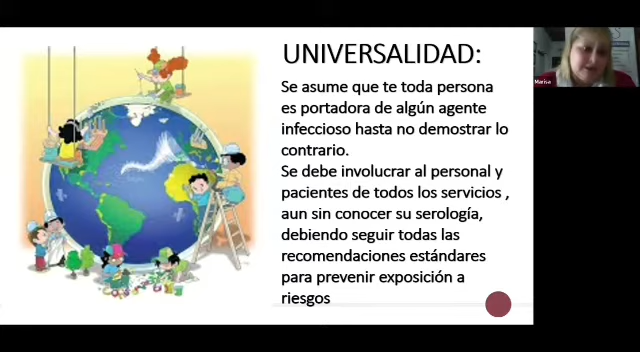 UNIVERSALIDAD:
Se asume que te toda persona
es portadora de algún agente
infeccioso hasta no demostrar lo
contrario.
Se debe involucrar al personal y
pacientes de todos los servicios ,
aun sin conocer su serología,
debiendo seguir todas las
recomendaciones estándares
para prevenir exposición a
riesgos
Marisa